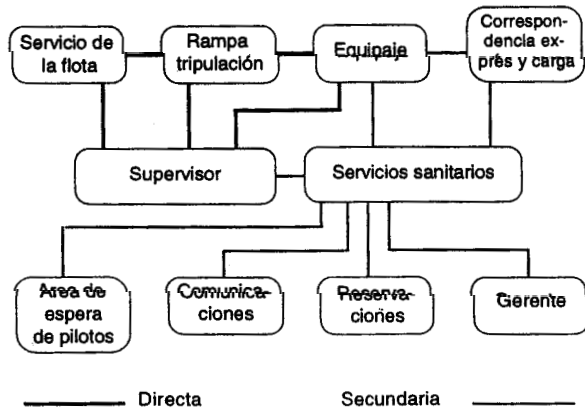 Servicio de
la flota
Rampa
tripulación
Equipaje
Correspon-
dencia ex-
prés y carga
Supervisor
Servicios sanitarios
Area de
espera
de pilotos
Comunica-
ciones
Reserva-
ciones
Gerente
Directa
Secundaria